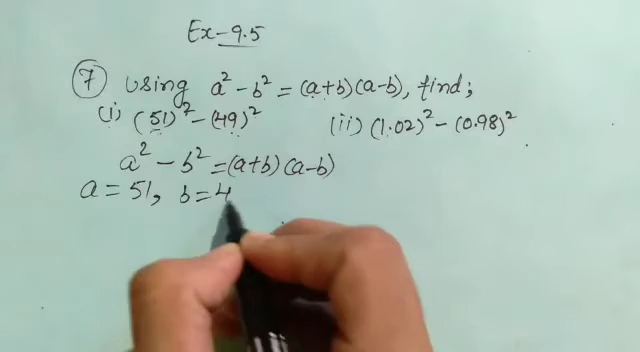 Ex-9.5
⑦ Using a² - b² = (a+b)(a-b), find;
(i) (51)² - (49)² (ii) (1.02)² - (0.98)²
a² - b² = (a+b)(a-b)
a = 51, b = 4